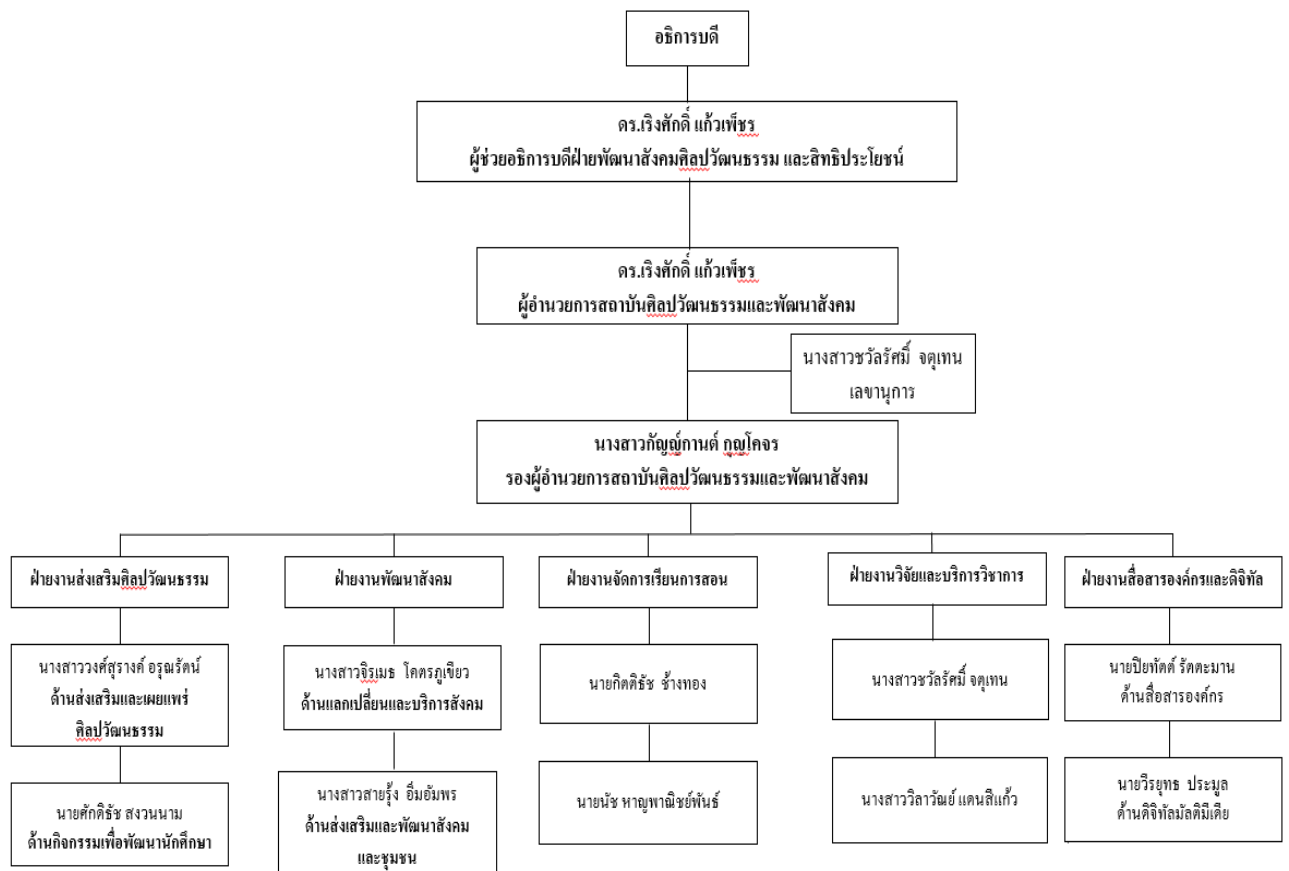 อธิการบดี
ดร.เริงศักดิ์ แก้วเพ็ชร
ผู้ช่วยอธิการบดีฝ่ายพัฒนาสังคมศิลปวัฒนธรรม และสิทธิประโยชน์
ดร.เริงศักดิ์ แก้วเพ็ชร
ผู้อำนวยการสถาบันศิลปวัฒนธรรมและพัฒนาสังคม
นางสาวชวัลรัศมิ์ จตุเทน
เลขานุการ
นางสาวกัญญ์กานต์ กุญโคจร
รองผู้อำนวยการสถาบันศิลปวัฒนธรรมและพัฒนาสังคม
ฝ่ายงานส่งเสริมศิลปวัฒนธรรม
นางสาววงศ์สุรางค์ อรุณรัตน์
ด้านส่งเสริมและเผยแพร่
ศิลปวัฒนธรรม
นายศักดิธัช สงวนนาม
ด้านกิจกรรมเพื่อพัฒนานักศึกษา
ฝ่ายงานพัฒนาสังคม
นางสาวจิรเมธ โคตรภูเขียว
ด้านแลกเปลี่ยนและบริการสังคม
นางสาวสายรุ้ง อิ่มอัมพร
ด้านส่งเสริมและพัฒนาสังคม
และชุมชน
ฝ่ายงานจัดการเรียนการสอน
นายกิตติธัช ช้างทอง
นายนัช หาญพาณิชย์พันธ์
ฝ่ายงานวิจัยและบริการวิชาการ
นางสาวชวัลรัศมิ์ จตุเทน
นางสาววิลาวัณย์ แดนสีแก้ว
ฝ่ายงานสื่อสารองค์กรและดิจิทัล
นายปิยทัตต์ รัตตะมาน
ด้านสื่อสารองค์กร
นายวิรยุทธ ประมูล
ด้านดิจิทัลมัลติมีเดีย